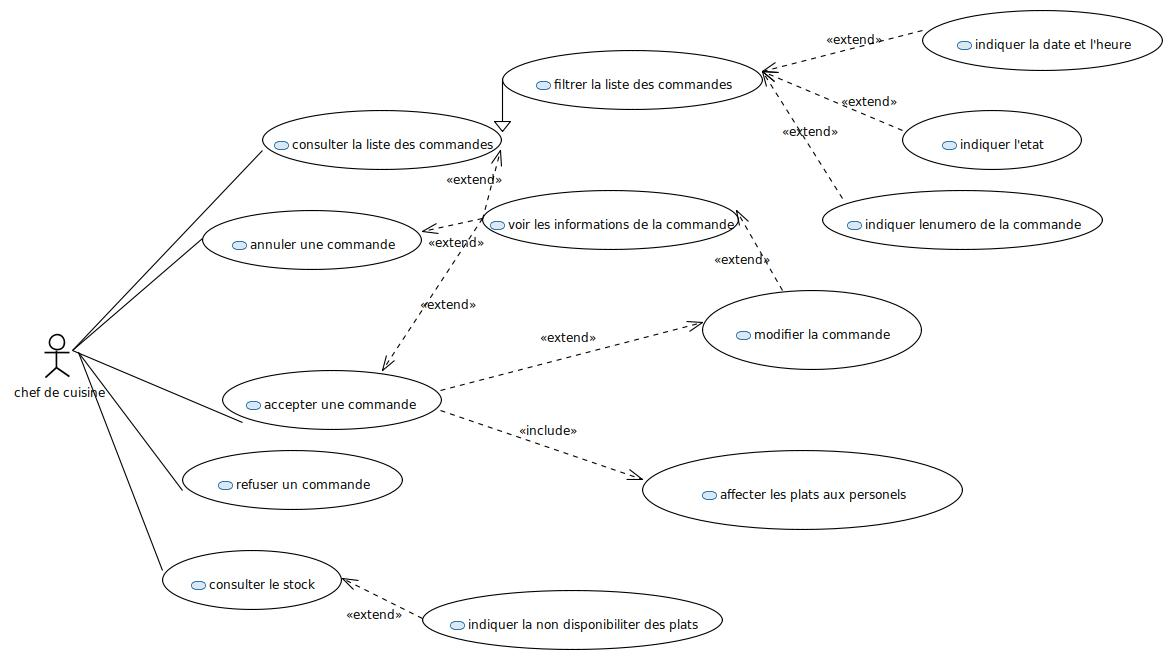 «extend»
indiquer la date et l'heure
filtrer la liste des commandes
«extend»
«extend»
consulter la liste des commandes
indiquer l'etat
«extend»
voir les informations de la commande
indiquer lenumero de la commande
annuler une commande
«extend»
«extend»
«extend»
«extend»
modifier la commande
chef de cuisine
accepter une commande
«include»
refuser un commande
affecter les plats aux personels
consulter le stock
«extend»
indiquer la non disponibiliter des plats